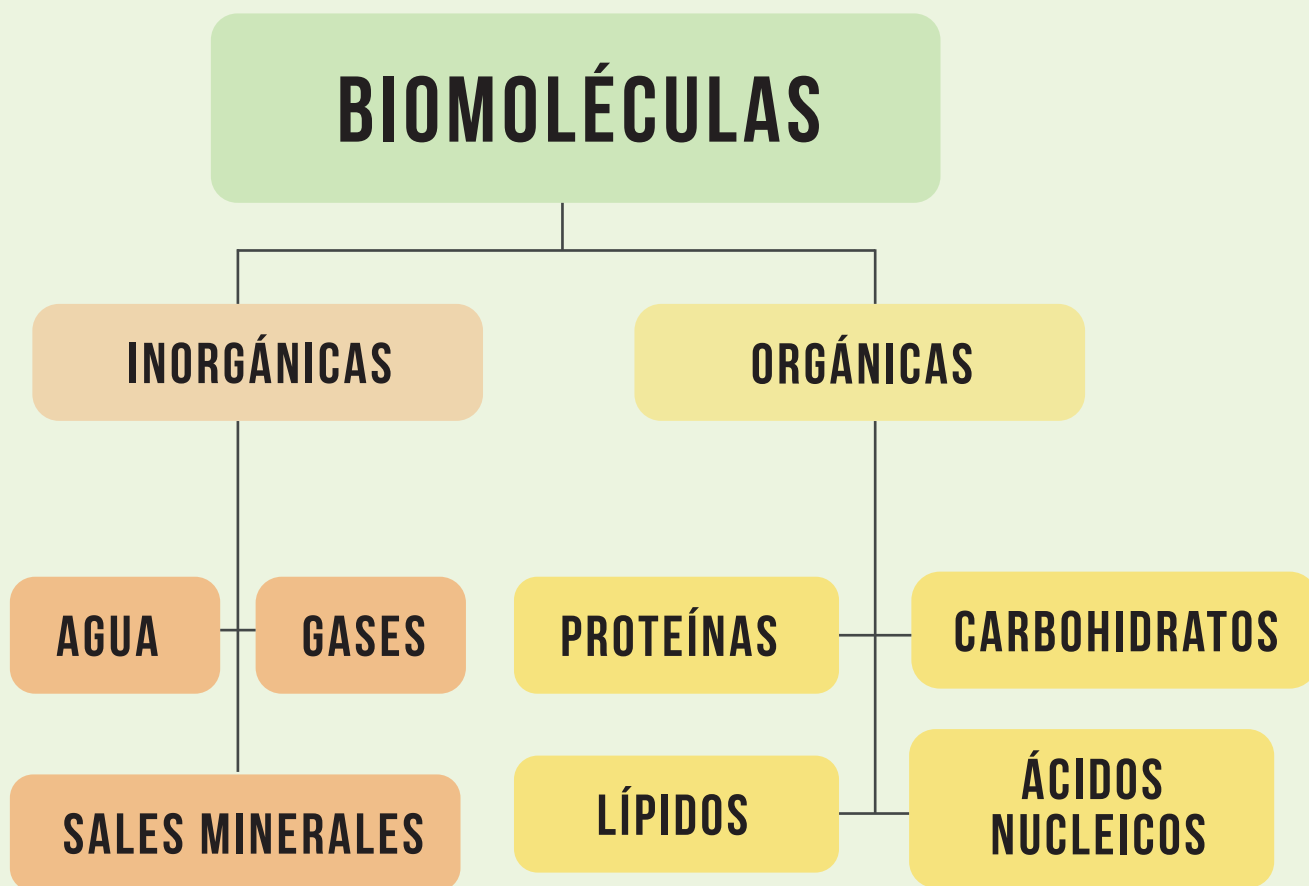 BIOMOLÉCULAS
INORGÁNICAS
ORGÁNICAS
AGUA
GASES
PROTEÍNAS
CARBOHIDRATOS
SALES MINERALES
LÍPIDOS
ÁCIDOS
NUCLEICOS